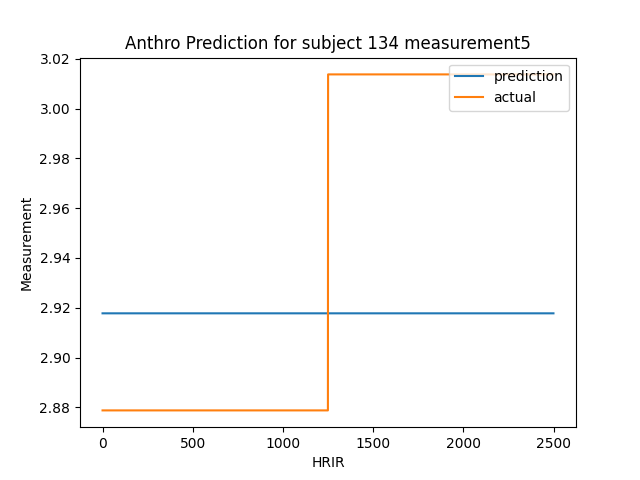 Anthro Prediction for subject 134 measurement5
3.02
3.00
2.98
2.96
2.94
2.92
2.90
2.88
Measurement
prediction
actual
0
500
1000
1500
2000
2500
HRIR